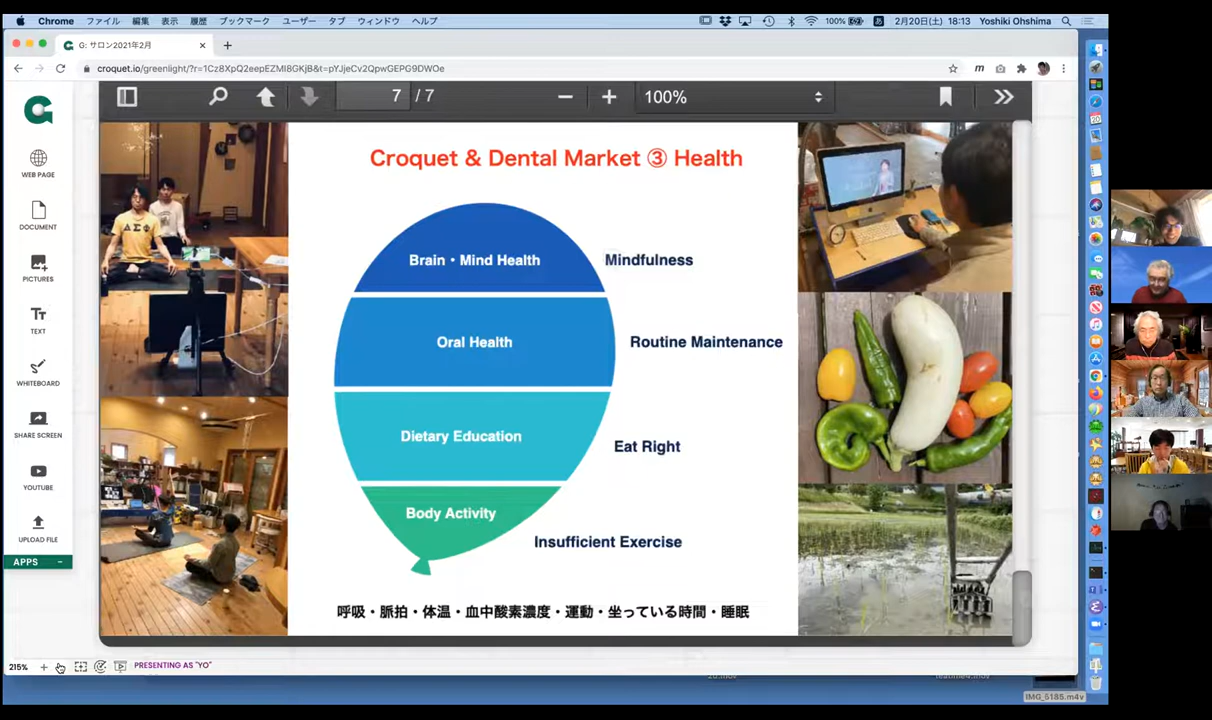 Chrome ファイル 編集 表示 履歴 ブックマーク ユーザー タブ ウィンドウ ヘルプ
100% 2月20日(土) 18:13 Yoshiki Ohshima
G: サロン2021年2月
croquet.io/greenlight/?r=1Cz8XpQ2eepEZMI8GKjB&t=pYJjeCv2QpwGEPG9DWOe
7 / 7
100%
WEB PAGE
DOCUMENT
PICTURES
TEXT
WHITEBOARD
SHARE SCREEN
YOUTUBE
UPLOAD FILE
APPS
Croquet & Dental Market ③ Health
Brain・Mind Health
Mindfulness
Oral Health
Routine Maintenance
Dietary Education
Eat Right
Body Activity
Insufficient Exercise
呼吸・脈拍・体温・血中酸素濃度・運動・坐っている時間・睡眠
215%
PRESENTING AS "YO"
IMG_5185.m4v